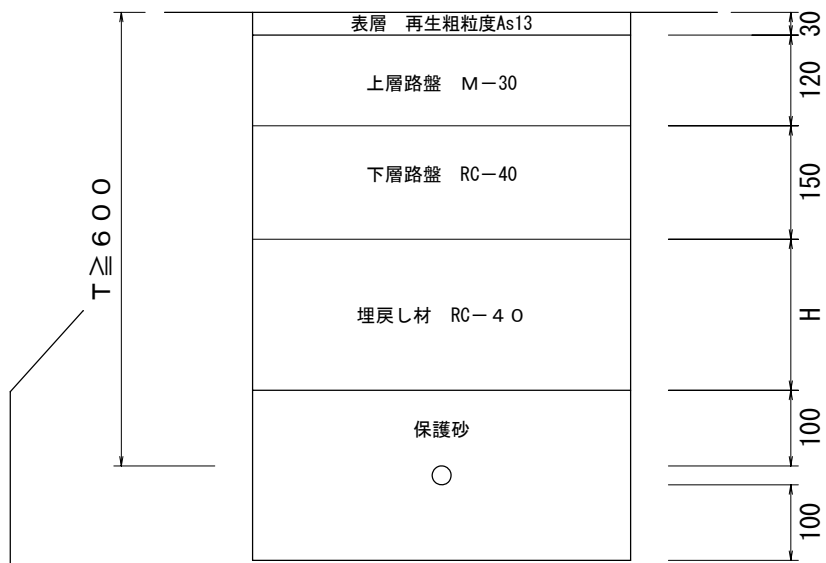 表層　再生粗粒度As13
30
上層路盤　M－30
120
下層路盤　RC－40
150
T≧600
埋戻し材　RC－４０
H
保護砂
100
100